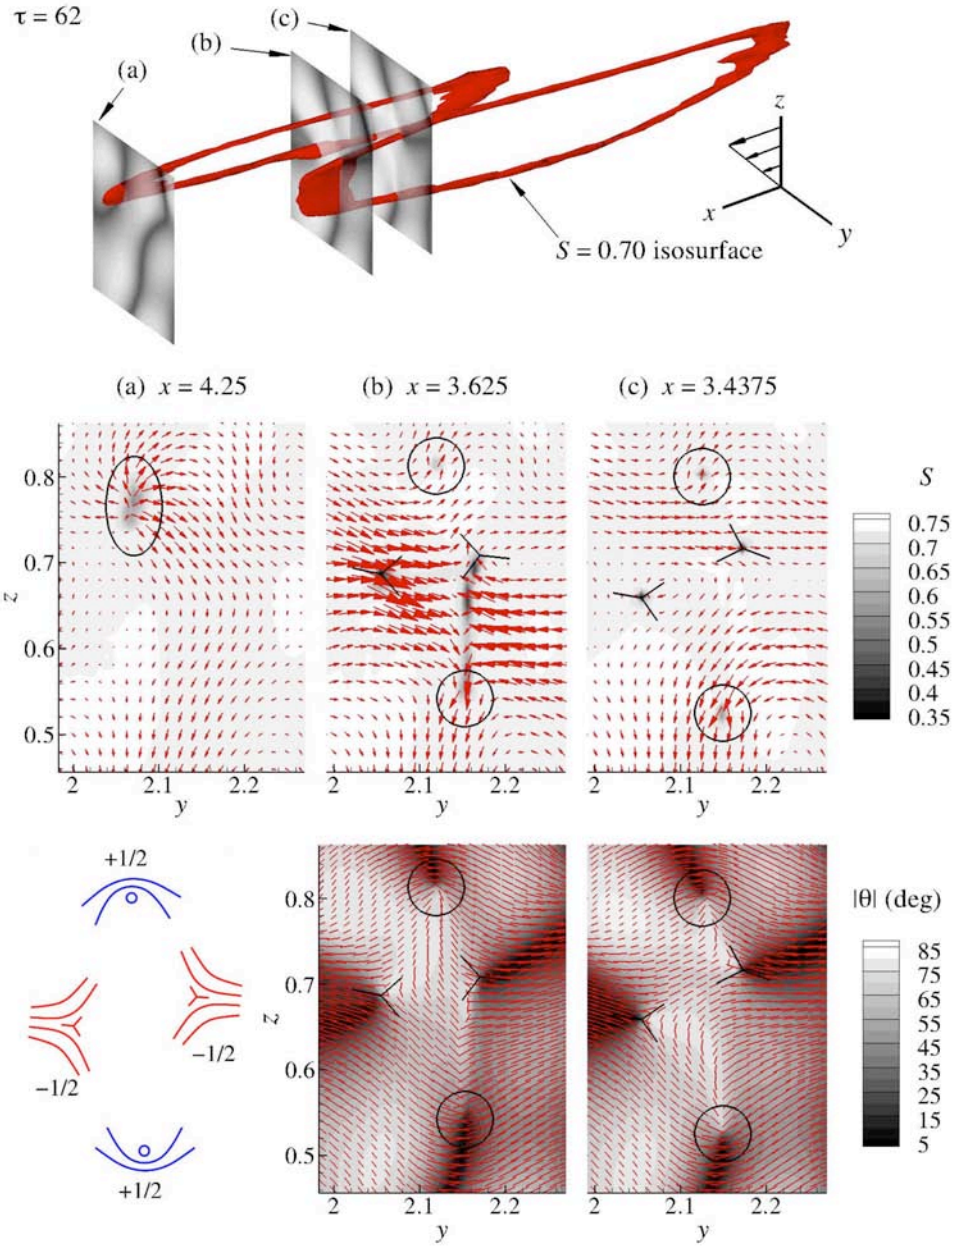 τ = 62
(c)
(b)
(a)
z
x
y
S = 0.70 isosurface
(a) x = 4.25
(b) x = 3.625
(c) x = 3.4375
z
0.8
0.7
0.6
0.5
2 2.1 2.2
y
2 2.1 2.2
y
2 2.1 2.2
y
S
0.75
0.7
0.65
0.6
0.55
0.5
0.45
0.4
0.35
+1/2
−1/2
−1/2
+1/2
z
0.8
0.7
0.6
0.5
2 2.1 2.2
y
2 2.1 2.2
y
|θ| (deg)
85
75
65
55
45
35
25
15
5